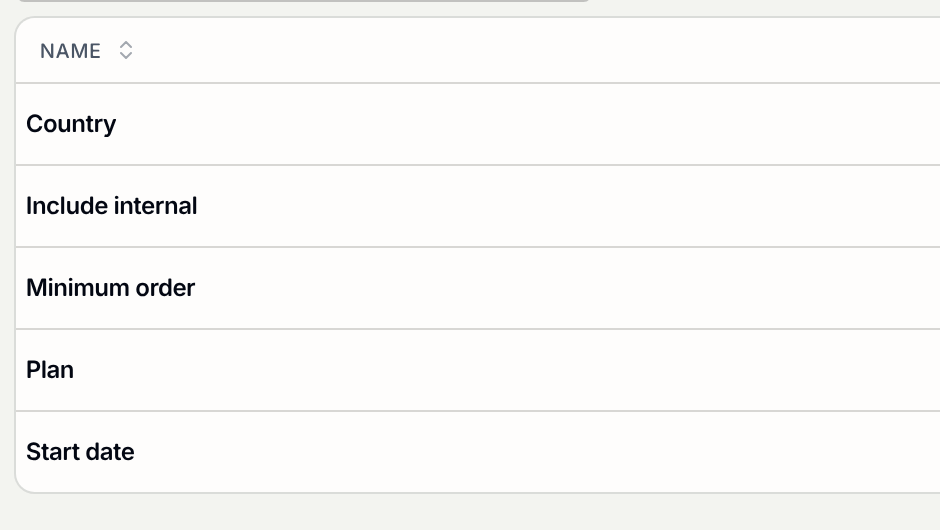 NAME
Country
Include internal
Minimum order
Plan
Start date